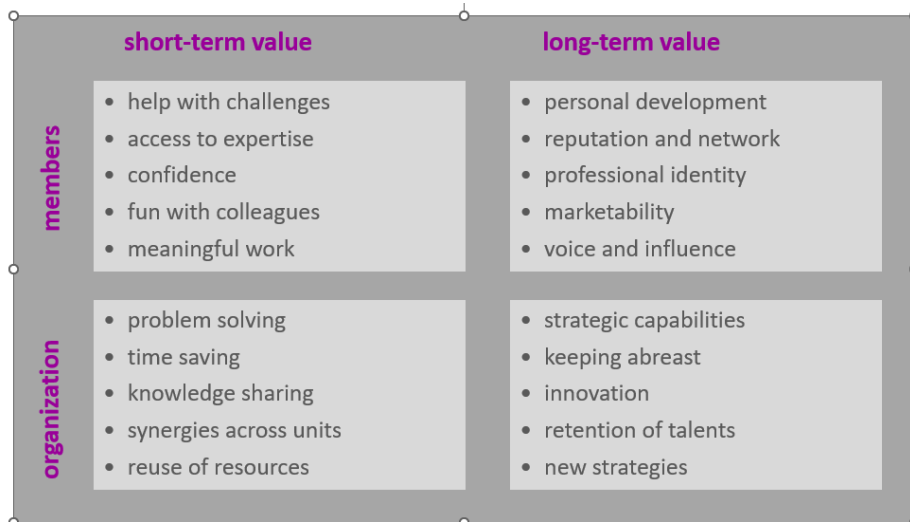 short-term value
long-term value
members
• help with challenges
• access to expertise
• confidence
• fun with colleagues
• meaningful work
• personal development
• reputation and network
• professional identity
• marketability
• voice and influence
organization
• problem solving
• time saving
• knowledge sharing
• synergies across units
• reuse of resources
• strategic capabilities
• keeping abreast
• innovation
• retention of talents
• new strategies